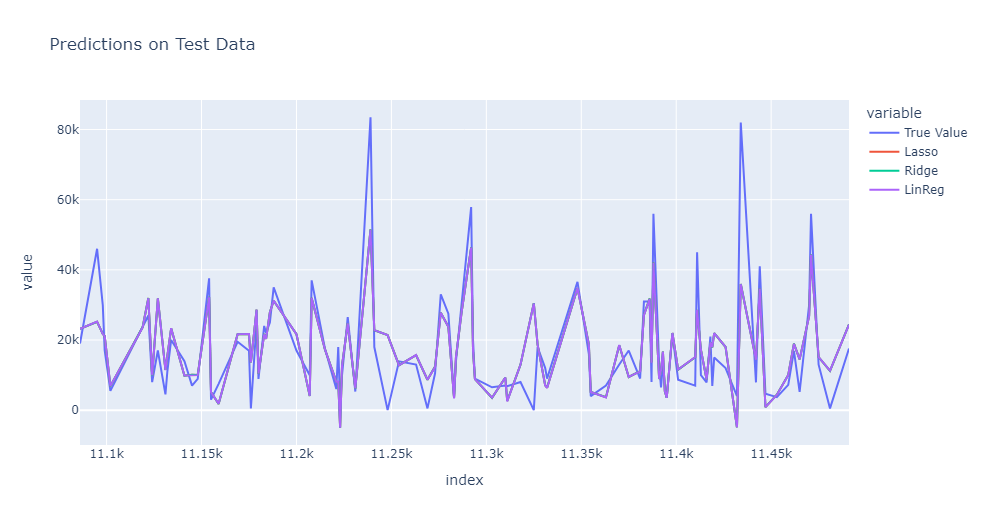 Predictions on Test Data
variable
True Value
Lasso
Ridge
LinReg
value
80k
60k
40k
20k
0
11.1k 11.15k 11.2k 11.25k 11.3k 11.35k 11.4k 11.45k
index